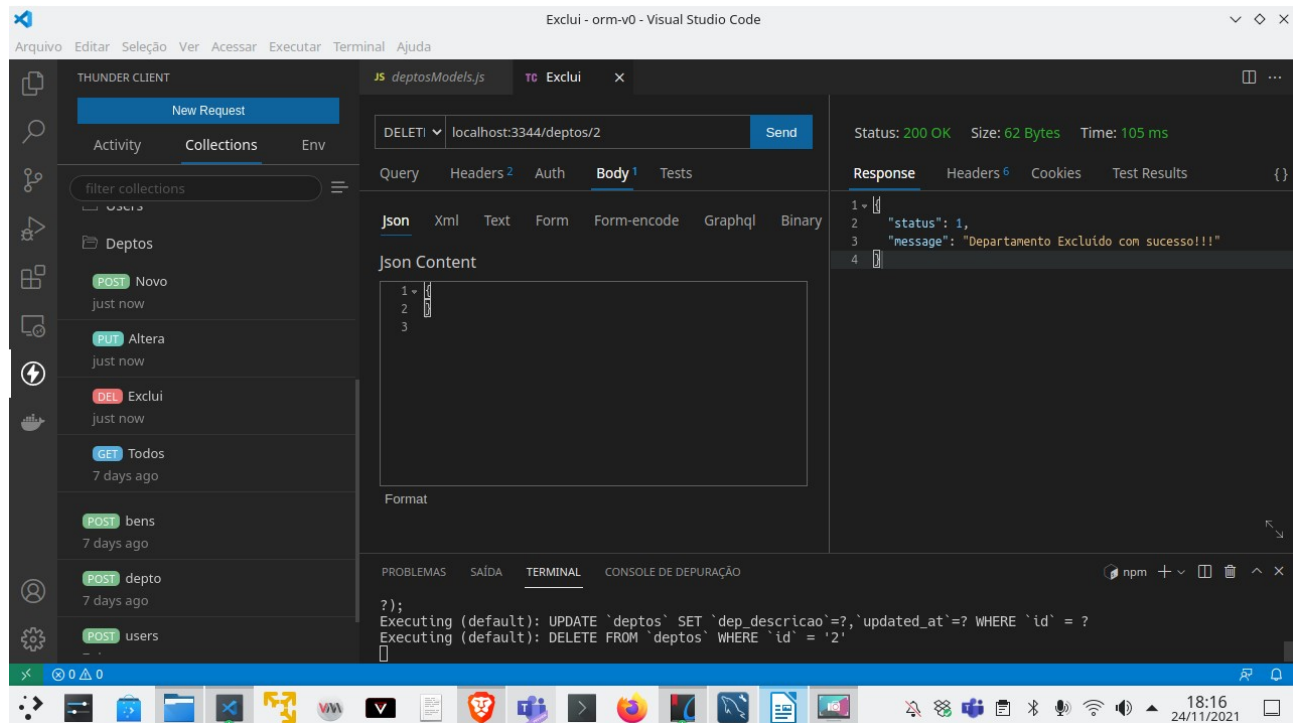 Exclui - orm-v0 - Visual Studio Code
Arquivo Editar Seleção Ver Acessar Executar Terminal Ajuda
THUNDER CLIENT
New Request
Activity Collections Env
filter collections
Users
Deptos
POST Novo
just now
PUT Altera
just now
DEL Exclui
just now
GET Todos
7 days ago
POST bens
7 days ago
POST depto
7 days ago
POST users
JS deptosModels.js TC Exclui
DELETI localhost:3344/deptos/2 Send
Query Headers 2 Auth Body 1 Tests
Json Xml Text Form Form-encode Graphql Binary
Json Content
1 {
2 }
3
Format
Status: 200 OK Size: 62 Bytes Time: 105 ms
Response Headers 6 Cookies Test Results {}
1 {
2 "status": 1,
3 "message": "Departamento Excluído com sucesso!!!"
4 }
PROBLEMAS SAÍDA TERMINAL CONSOLE DE DEPURAÇÃO
npm
?);
Executing (default): UPDATE `deptos` SET `dep_descricao`=?,`updated_at`=? WHERE `id` = ?
Executing (default): DELETE FROM `deptos` WHERE `id` = '2'
0 0
18:16
24/11/2021